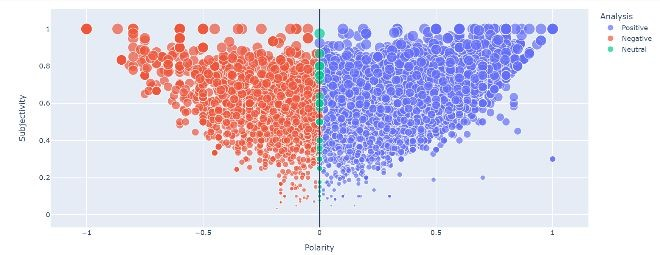 Analysis
Positive
Negative
Neutral
1
0.8
0.6
0.4
0.2
0
Subjectivity
−1
−0.5
0
0.5
1
Polarity